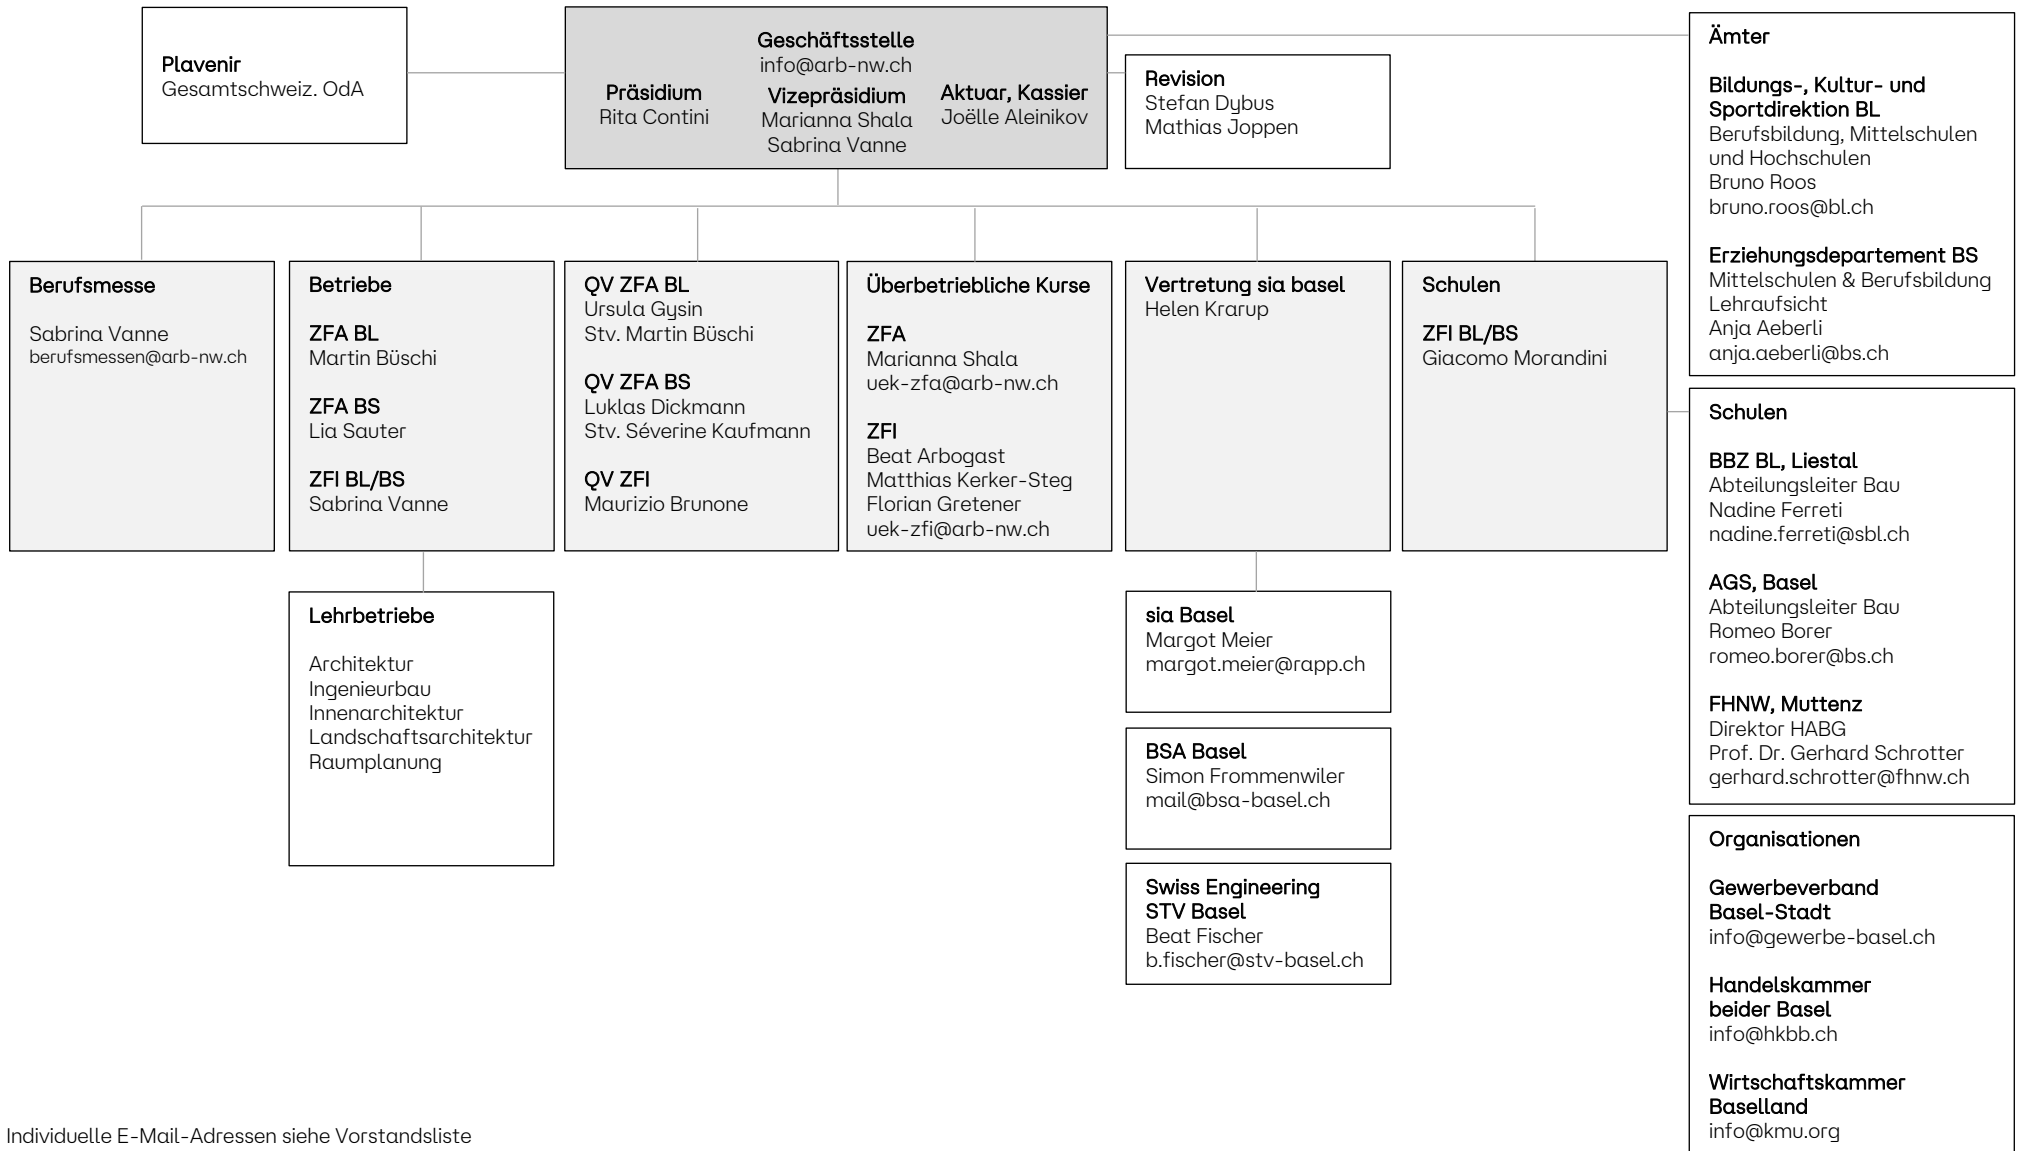 Plavenir
Gesamtschweiz. OdA
Geschäftsstelle
info@arb-nw.ch
Präsidium
Rita Contini
Vizepräsidium
Marianna Shala
Sabrina Vanne
Aktuar, Kassier
Joëlle Aleinikov
Revision
Stefan Dybus
Mathias Joppen
Ämter
Bildungs-, Kultur- und
Sportdirektion BL
Berufsbildung, Mittelschulen
und Hochschulen
Bruno Roos
bruno.roos@bl.ch
Erziehungsdepartement BS
Mittelschulen & Berufsbildung
Lehraufsicht
Anja Aeberli
anja.aeberli@bs.ch
Berufsmesse
Sabrina Vanne
berufsmessen@arb-nw.ch
Betriebe
ZFA BL
Martin Büschi
ZFA BS
Lia Sauter
ZFI BL/BS
Sabrina Vanne
QV ZFA BL
Ursula Gysin
Stv. Martin Büschi
QV ZFA BS
Luklas Dickmann
Stv. Séverine Kaufmann
QV ZFI
Maurizio Brunone
Überbetriebliche Kurse
ZFA
Marianna Shala
uek-zfa@arb-nw.ch
ZFI
Beat Arbogast
Matthias Kerker-Steg
Florian Gretener
uek-zfi@arb-nw.ch
Vertretung sia basel
Helen Krarup
Schulen
ZFI BL/BS
Giacomo Morandini
Schulen
BBZ BL, Liestal
Abteilungsleiter Bau
Nadine Ferreti
nadine.ferreti@sbl.ch
AGS, Basel
Abteilungsleiter Bau
Romeo Borer
romeo.borer@bs.ch
FHNW, Muttenz
Direktor HABG
Prof. Dr. Gerhard Schrotter
gerhard.schrotter@fhnw.ch
Lehrbetriebe
Architektur
Ingenieurbau
Innenarchitektur
Landschaftsarchitektur
Raumplanung
sia Basel
Margot Meier
margot.meier@rapp.ch
BSA Basel
Simon Frommenwiler
mail@bsa-basel.ch
Swiss Engineering
STV Basel
Beat Fischer
b.fischer@stv-basel.ch
Organisationen
Gewerbeverband
Basel-Stadt
info@gewerbe-basel.ch
Handelskammer
beider Basel
info@hkbb.ch
Wirtschaftskammer
Baselland
info@kmu.org
Individuelle E-Mail-Adressen siehe Vorstandsliste